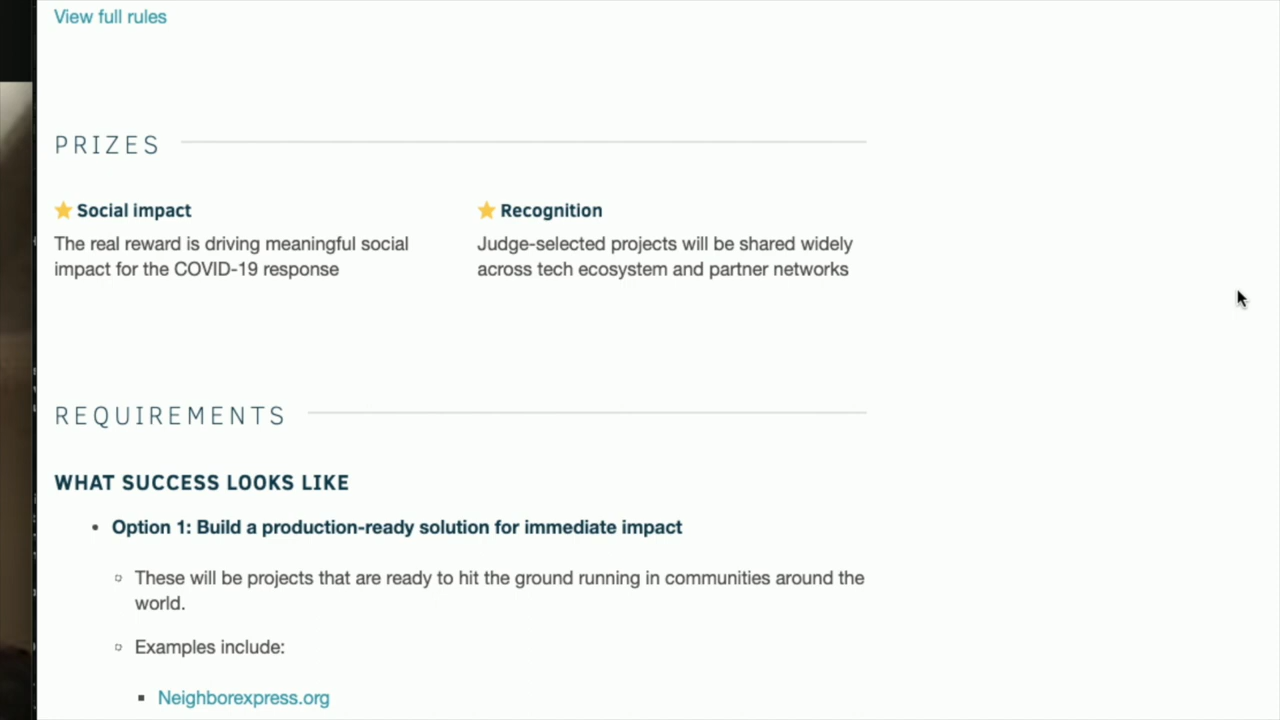 View full rules
PRIZES
Social impact
The real reward is driving meaningful social
impact for the COVID-19 response
Recognition
Judge-selected projects will be shared widely
across tech ecosystem and partner networks
REQUIREMENTS
WHAT SUCCESS LOOKS LIKE
Option 1: Build a production-ready solution for immediate impact
These will be projects that are ready to hit the ground running in communities around the
world.
Examples include:
Neighborexpress.org